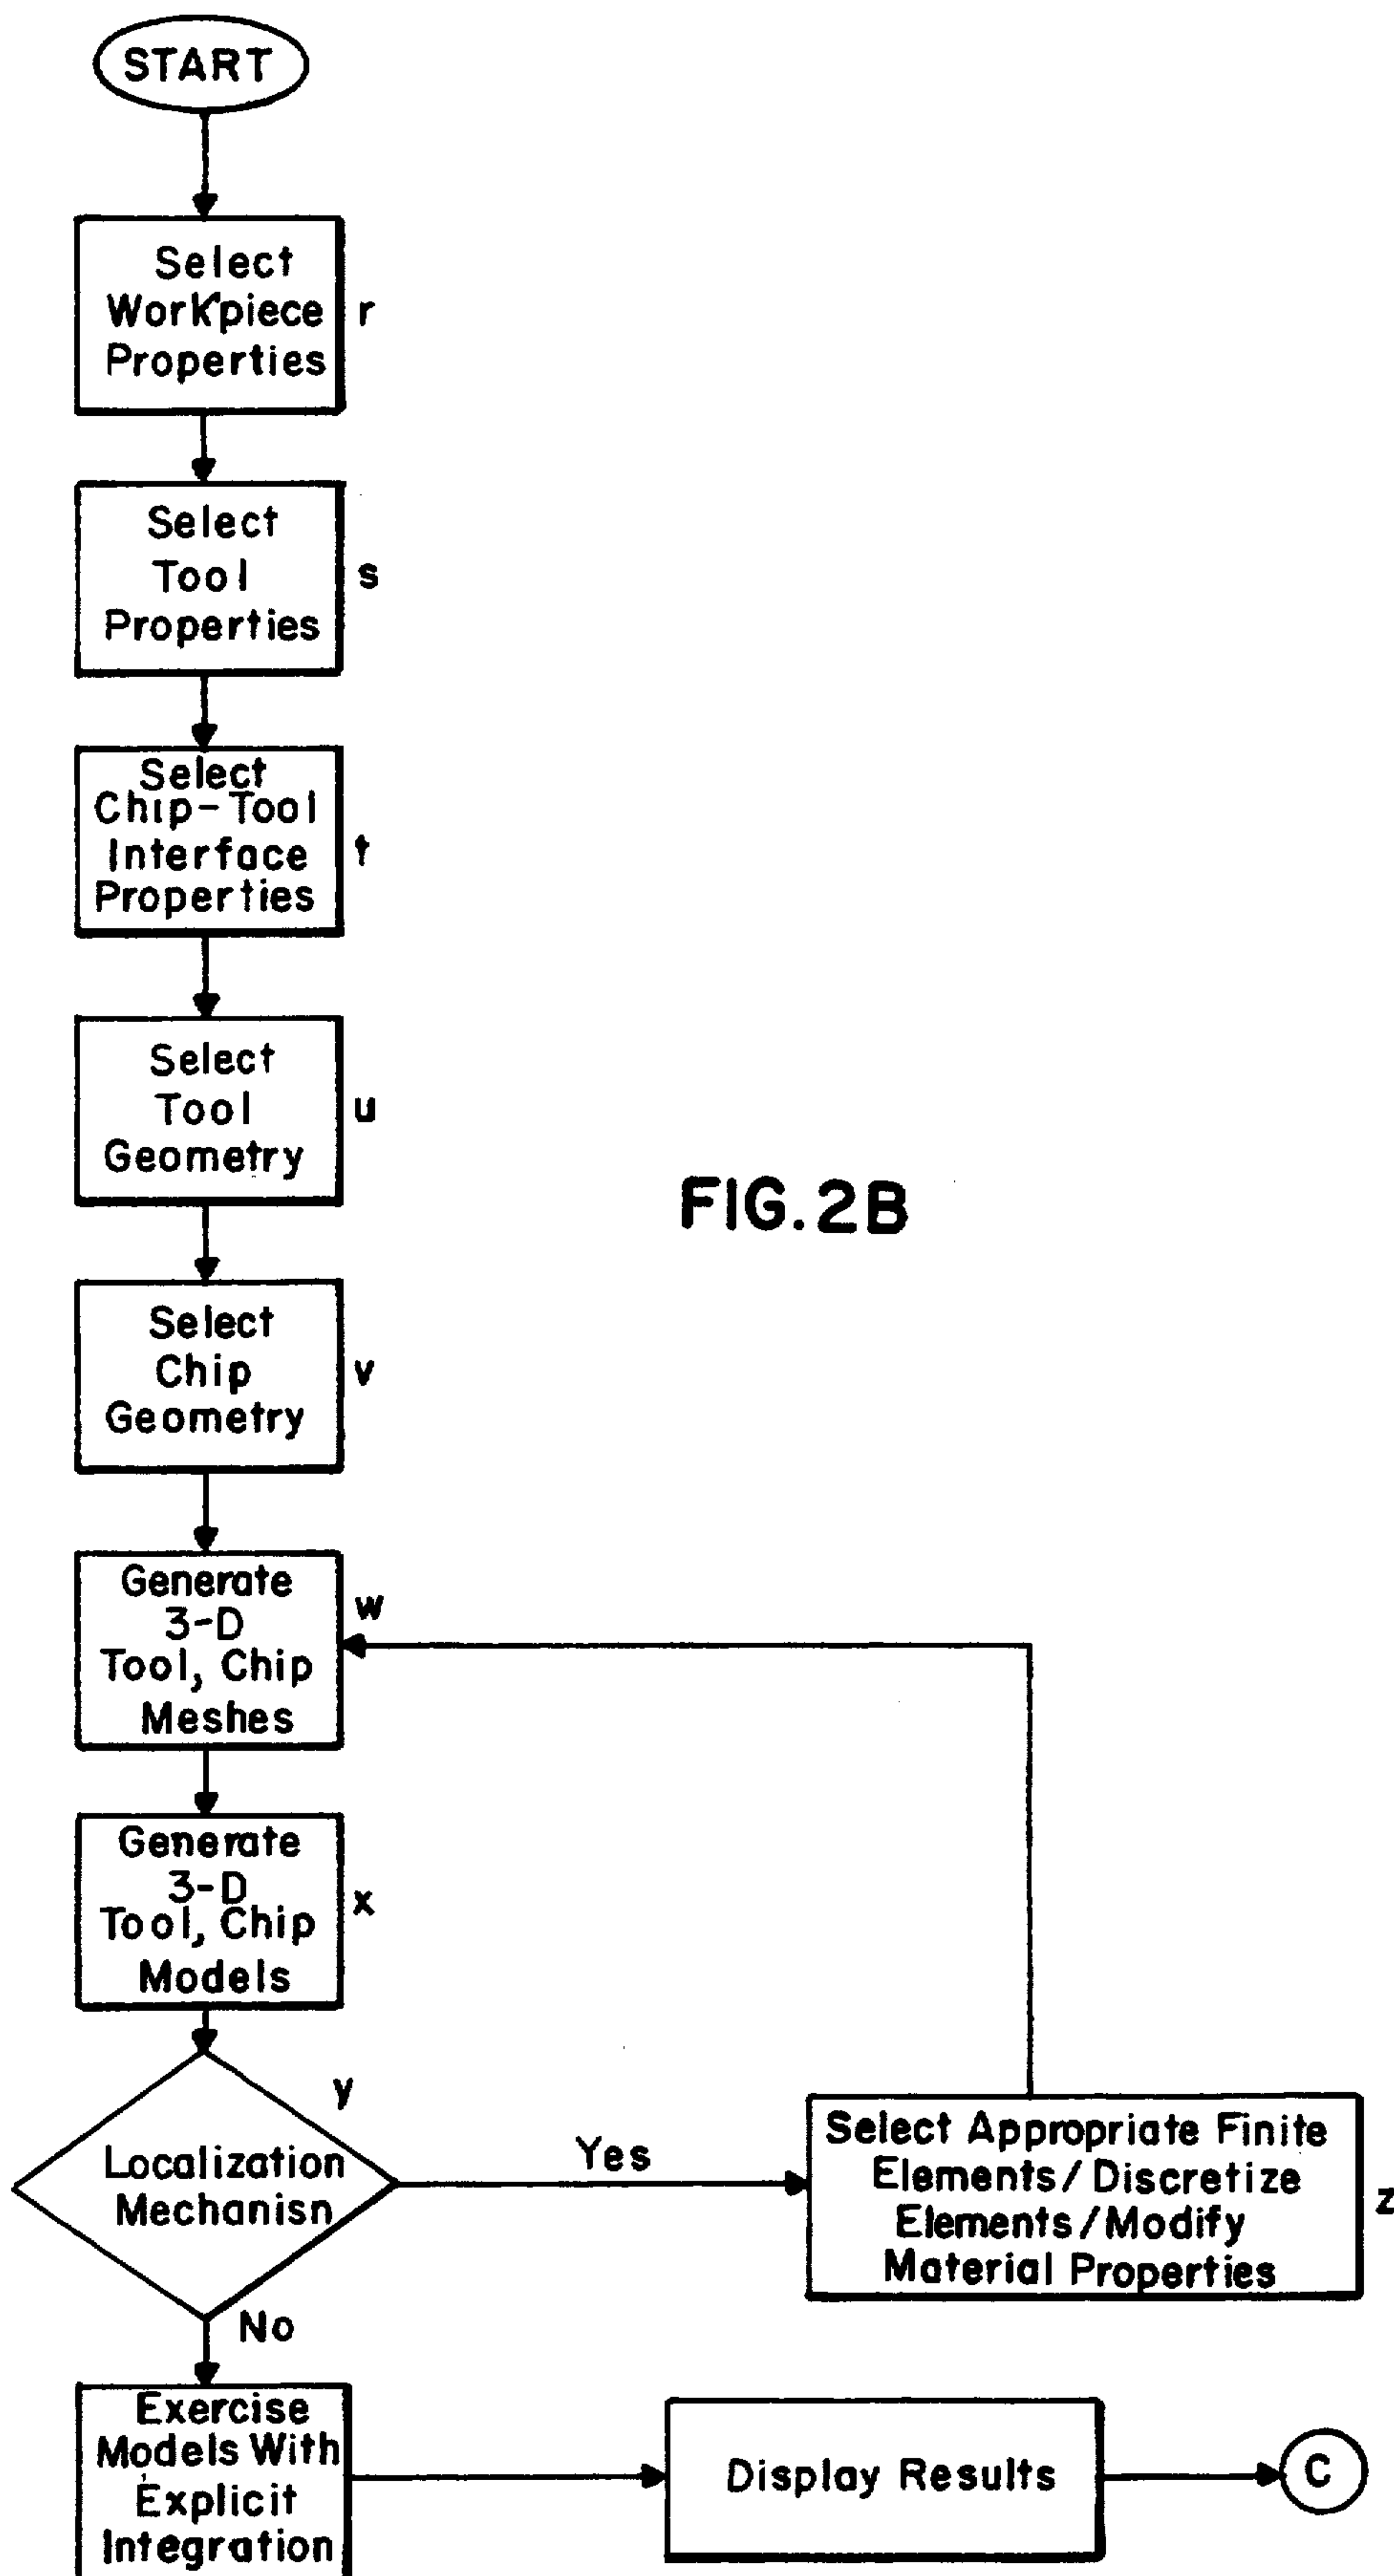 START
Select
Workpiece
Properties
r
Select
Tool
Properties
s
Select
Chip-Tool
Interface
Properties
t
Select
Tool
Geometry
u
FIG. 2B
Select
Chip
Geometry
v
Generate
3-D
Tool, Chip
Meshes
w
Generate
3-D
Tool, Chip
Models
x
y
Localization
Mechanisn
Yes
Select Appropriate Finite
Elements/Discretize
Elements/Modify
Material Properties
z
No
Exercise
Models With
Explicit
Integration
Display Results
C